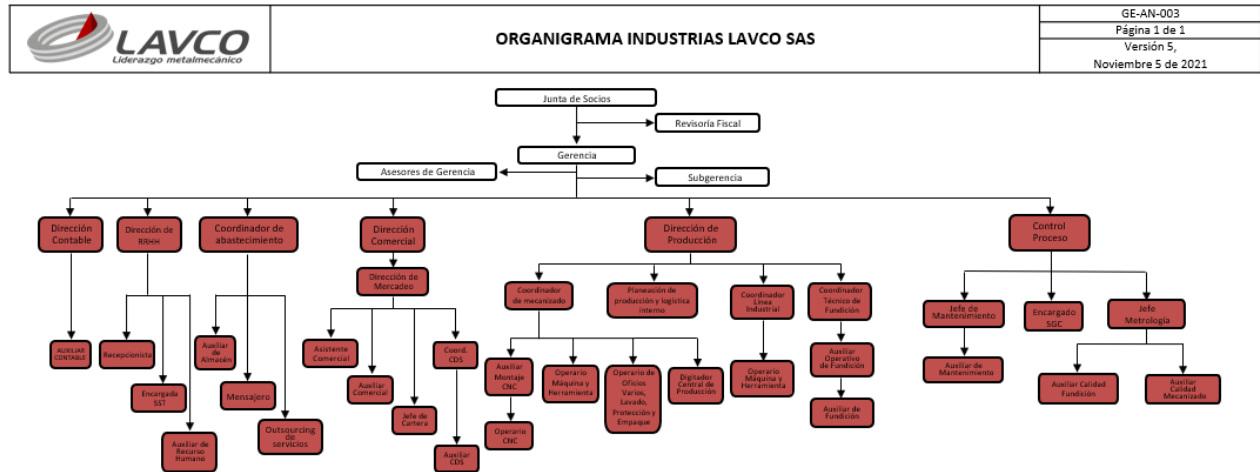 LAVCO
Liderazgo metalmecánico
ORGANIGRAMA INDUSTRIAS LAVCO SAS
GE-AN-003
Página 1 de 1
Versión 5,
Noviembre 5 de 2021
Junta de Socios
Revisoría Fiscal
Gerencia
Asesores de Gerencia
Subgerencia
Dirección
Contable
Dirección de
RRHH
Coordinador de
abastecimiento
Dirección
Comercial
Dirección de
Producción
Control
Proceso
Dirección de
Mercadeo
Coordinador
de mecanizado
Planeación de
producción y logística
interno
Coordinador
Línea
Industrial
Coordinador
Técnico de
Fundición
Jefe de
Mantenimiento
Encargado
SGC
Jefe
Metrología
AUXILIAR
CONTABLE
Recepcionista
Auxiliar
de
Almacén
Asistente
Comercial
Coord.
CDS
Auxiliar
Montaje
CNC
Operario
Máquina y
Herramienta
Operario de
Oficios
Varios,
Lavado,
Protección y
Empaque
Digitador
Central de
Producción
Operario
Máquina y
Herramienta
Auxiliar
Operativo
de Fundición
Auxiliar de
Mantenimiento
Encargada
SST
Mensajero
Auxiliar
Comercial
Auxiliar Calidad
Fundición
Auxiliar
Calidad
Mecanizado
Auxiliar de
Recurso
Humano
Outsourcing
de
servicios
Jefe de
Cartera
Auxiliar
CDS
Operario
CNC
Auxiliar de
Fundición